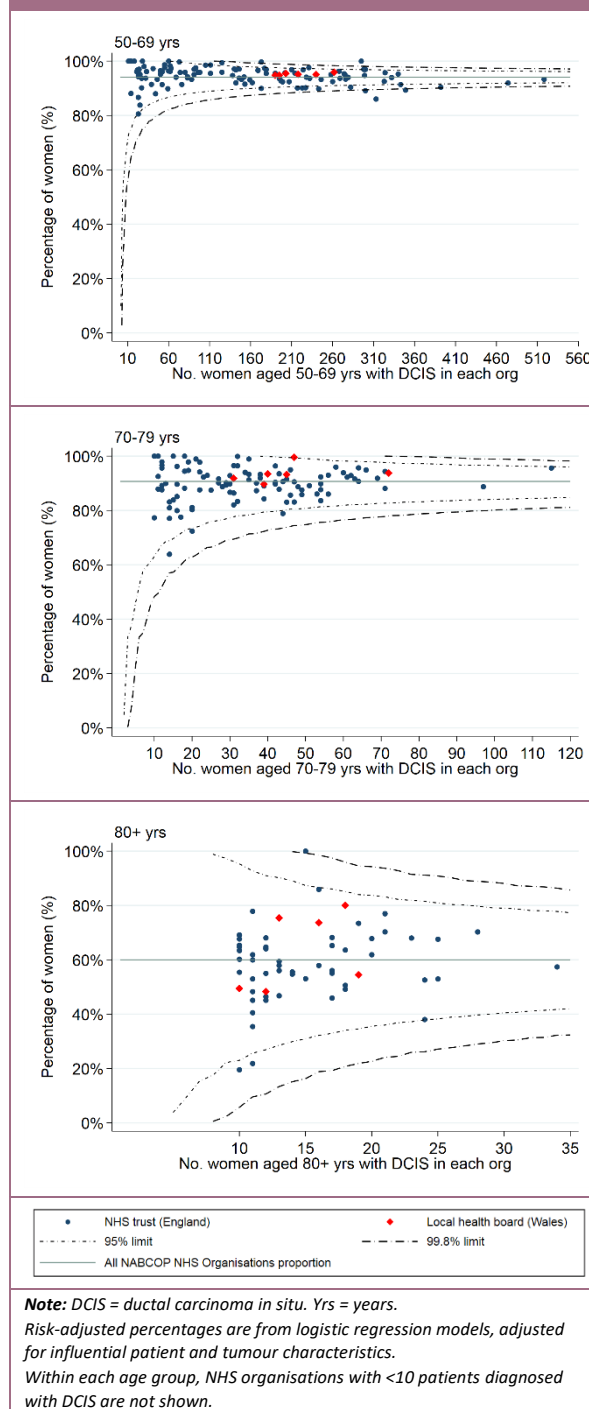 50-69 yrs
100%
80%
60%
40%
20%
0%
Percentage of women (%)
10 60 110 160 210 260 310 360 410 460 510 560
No. women aged 50-69 yrs with DCIS in each org
70-79 yrs
100%
80%
60%
40%
20%
0%
Percentage of women (%)
10 20 30 40 50 60 70 80 90 100 110 120
No. women aged 70-79 yrs with DCIS in each org
80+ yrs
100%
80%
60%
40%
20%
0%
Percentage of women (%)
10 15 20 25 30 35
No. women aged 80+ yrs with DCIS in each org
NHS trust (England) Local health board (Wales)
95% limit 99.8% limit
All NABCOP NHS Organisations proportion
Note: DCIS = ductal carcinoma in situ. Yrs = years.
Risk-adjusted percentages are from logistic regression models, adjusted
for influential patient and tumour characteristics.
Within each age group, NHS organisations with <10 patients diagnosed
with DCIS are not shown.